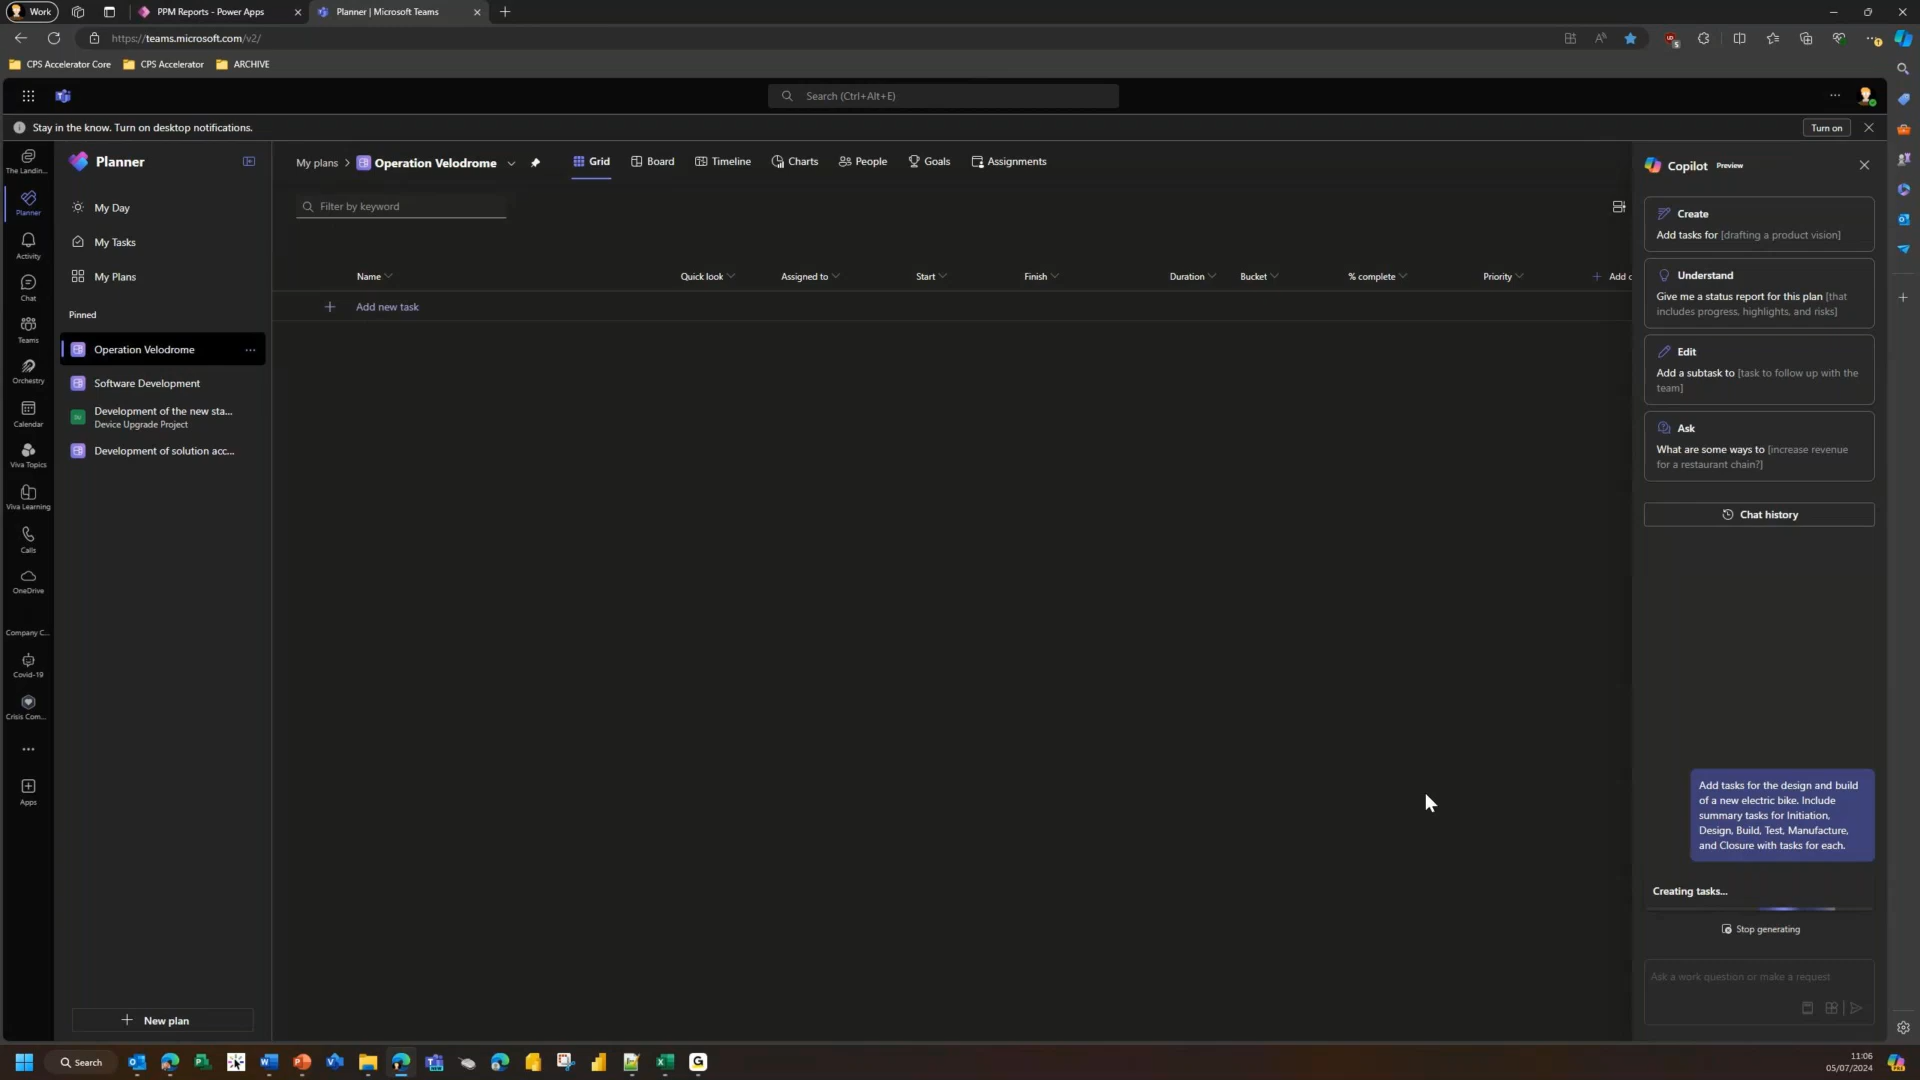 Work
PPM Reports - Power Apps
Planner | Microsoft Teams
https://teams.microsoft.com/v2/
CPS Accelerator Core
CPS Accelerator
ARCHIVE
Search (Ctrl+Alt+E)
Stay in the know. Turn on desktop notifications.
Turn on
The Landin...
Planner
Activity
Chat
Teams
Orchestry
Calendar
Viva Topics
Viva Learning
Calls
OneDrive
Company C...
Covid-19
Crisis Com...
Apps
Planner
My Day
My Tasks
My Plans
Pinned
Operation Velodrome
Software Development
Development of the new sta...
Device Upgrade Project
Development of solution acc...
New plan
My plans > Operation Velodrome
Grid
Board
Timeline
Charts
People
Goals
Assignments
Filter by keyword
Name
Quick look
Assigned to
Start
Finish
Duration
Bucket
% complete
Priority
Add c
Add new task
Copilot Preview
Create
Add tasks for [drafting a product vision]
Understand
Give me a status report for this plan [that
includes progress, highlights, and risks]
Edit
Add a subtask to [task to follow up with the
team]
Ask
What are some ways to [increase revenue
for a restaurant chain?]
Chat history
Add tasks for the design and build
of a new electric bike. Include
summary tasks for Initiation,
Design, Build, Test, Manufacture,
and Closure with tasks for each.
Creating tasks...
Stop generating
Ask a work question or make a request
Search
11:06
05/07/2024